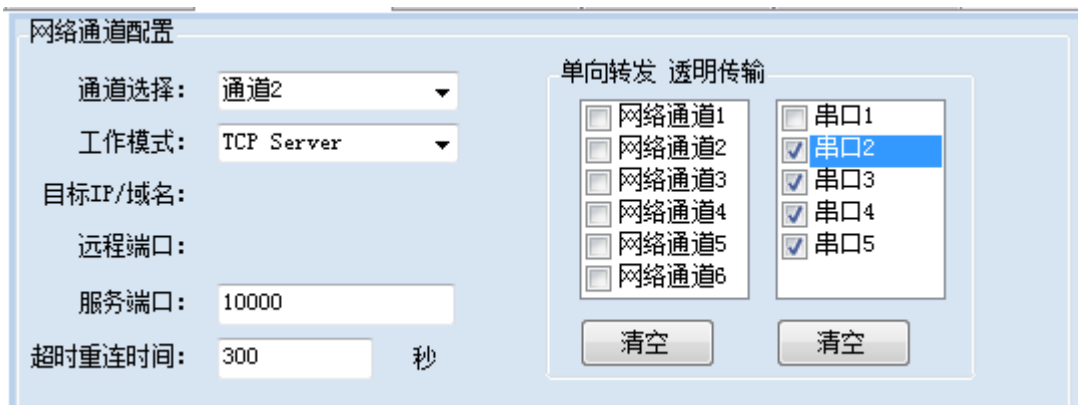 网络通道配置
通道选择: 通道2
工作模式: TCP Server
目标IP/域名:
远程端口:
服务端口: 10000
超时重连时间: 300 秒
单向转发 透明传输
网络通道1
网络通道2
网络通道3
网络通道4
网络通道5
网络通道6
清空
串口1
串口2
串口3
串口4
串口5
清空